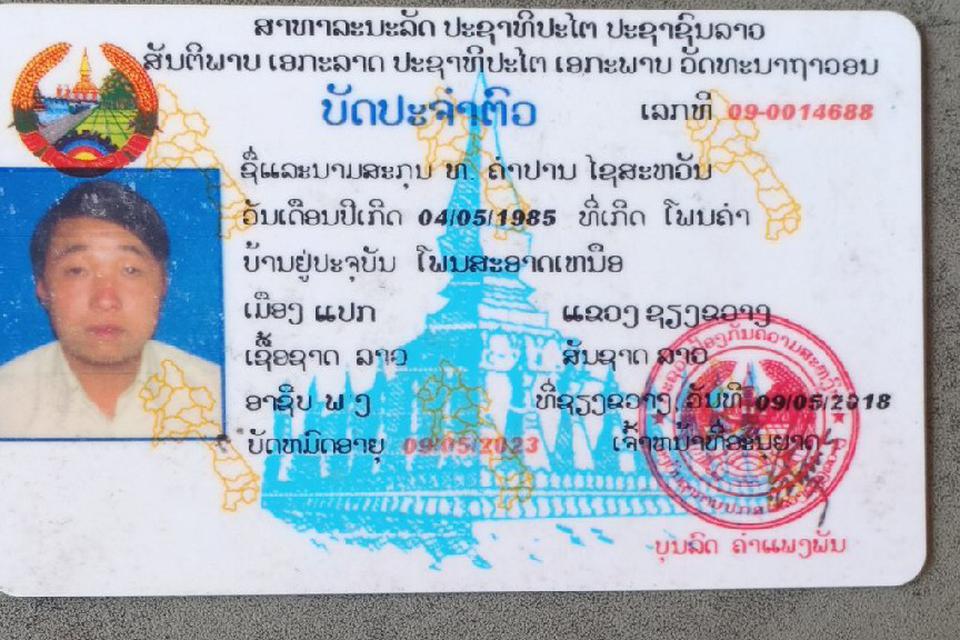 ສາທາລະນະລັດ ປະຊາທິປະໄຕ ປະຊາຊົນລາວ
ສັນຕິພາບ ເອກະລາດ ປະຊາທິປະໄຕ ເອກະພາບ ວັດທະນາຖາວອນ
ບັດປະຈຳຕົວ ເລກທີ 09-0014688
ຊື່ແລະນາມສະກຸນ ທ. ຄຳປານ ໄຊສະຫວັນ
ວັນເດືອນປີເກີດ 04/05/1985 ທີ່ເກີດ ໂພນຄຳ
ບ້ານຢູ່ປະຈຸບັນ ໂພນສະອາດເຫນືອ
ເມືອງ ແປກ ແຂວງ ຊຽງຂວາງ
ເຊື້ອຊາດ ລາວ ສັນຊາດ ລາວ
ອາຊີບ ພ ງ ທີ່ຊຽງຂວາງ ວັນທີ 09/05/2018
ບັດຫມົດອາຍຸ 09/05/2023 ເຈົ້າຫນ້າທີ່ອະນຸຍາດ
ບຸນລົດ ຄຳແພງພັນ